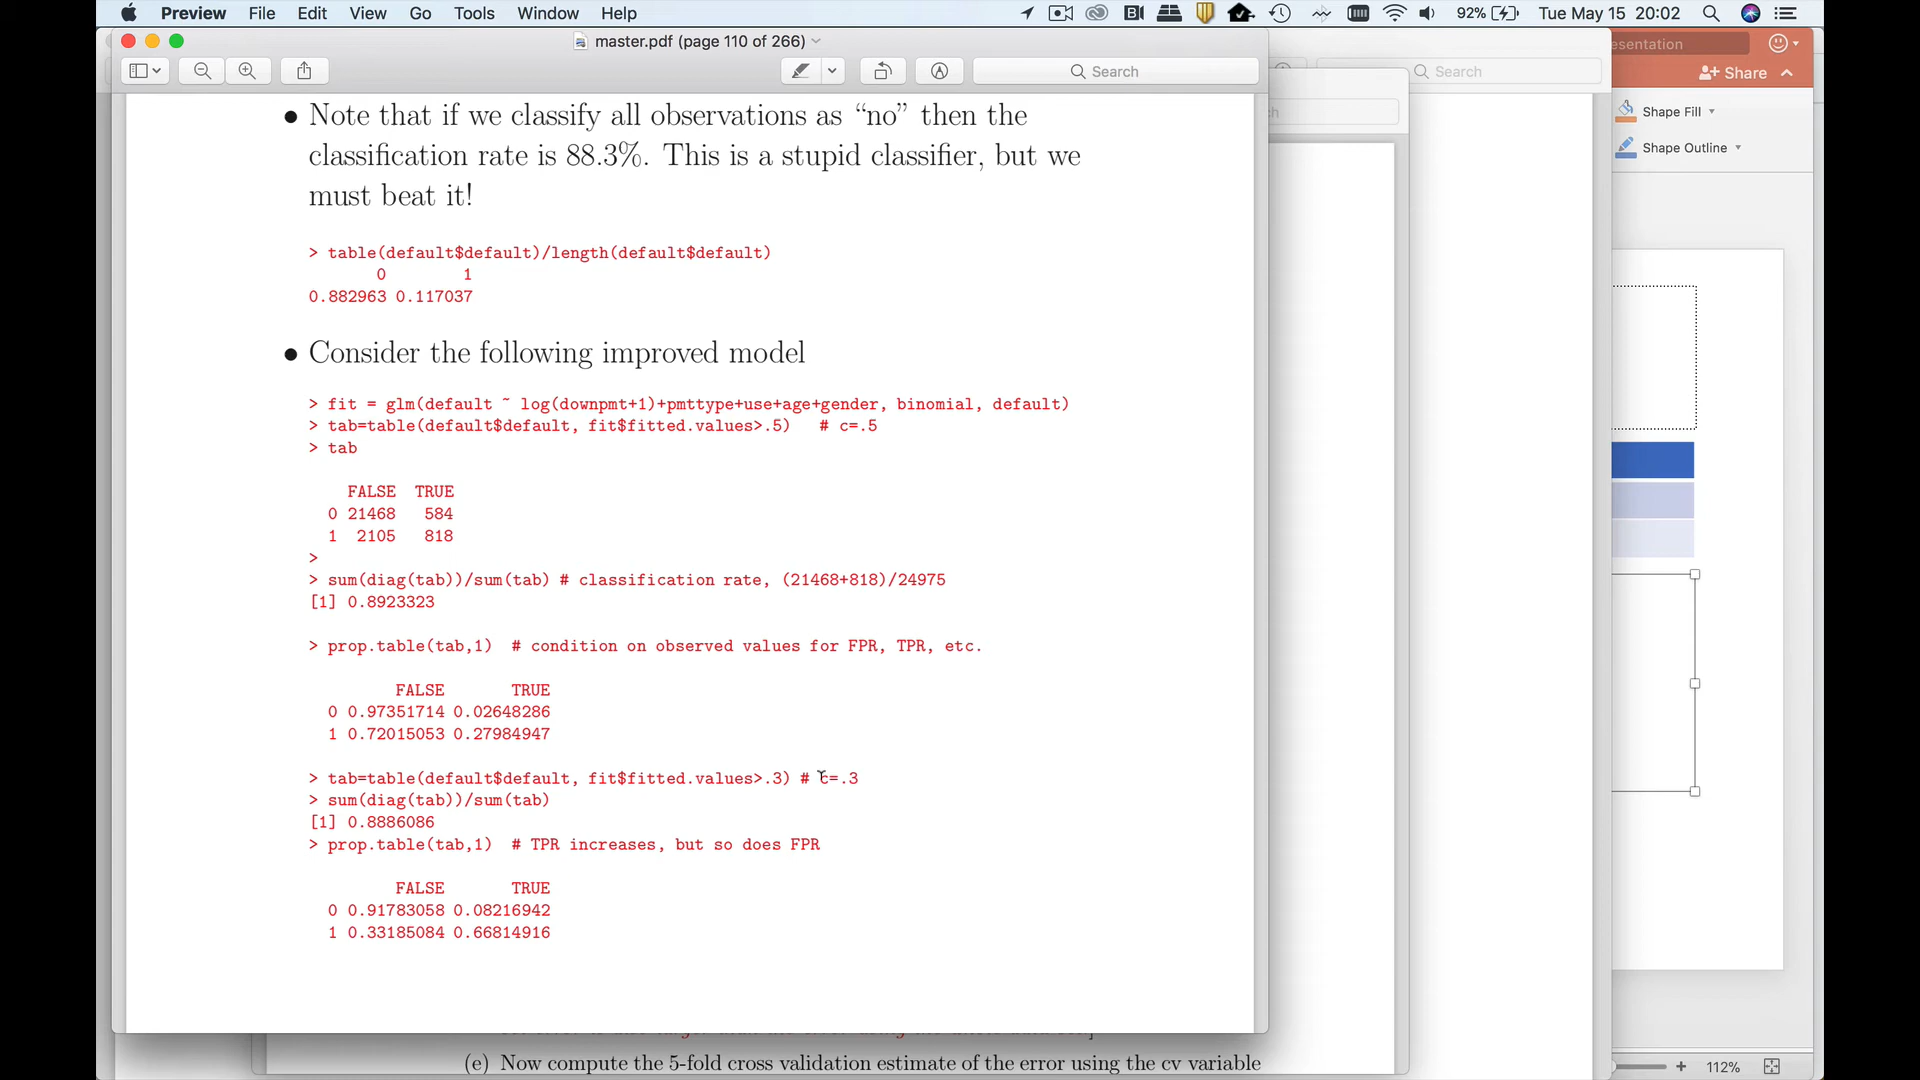 Preview File Edit View Go Tools Window Help
92% Tue May 15 20:02
master.pdf (page 110 of 266)
Search
Search
esentation
Share
Shape Fill
Shape Outline
• Note that if we classify all observations as “no” then the
classification rate is 88.3%. This is a stupid classifier, but we
must beat it!
> table(default$default)/length(default$default)
0 1
0.882963 0.117037
• Consider the following improved model
> fit = glm(default ~ log(downpmt+1)+pmttype+use+age+gender, binomial, default)
> tab=table(default$default, fit$fitted.values>.5) # c=.5
> tab
FALSE TRUE
0 21468 584
1 2105 818
>
> sum(diag(tab))/sum(tab) # classification rate, (21468+818)/24975
[1] 0.8923323
> prop.table(tab,1) # condition on observed values for FPR, TPR, etc.
FALSE TRUE
0 0.97351714 0.02648286
1 0.72015053 0.27984947
> tab=table(default$default, fit$fitted.values>.3) # c=.3
> sum(diag(tab))/sum(tab)
[1] 0.8886086
> prop.table(tab,1) # TPR increases, but so does FPR
FALSE TRUE
0 0.91783058 0.08216942
1 0.33185084 0.66814916
(e) Now compute the 5-fold cross validation estimate of the error using the cv variable
112%